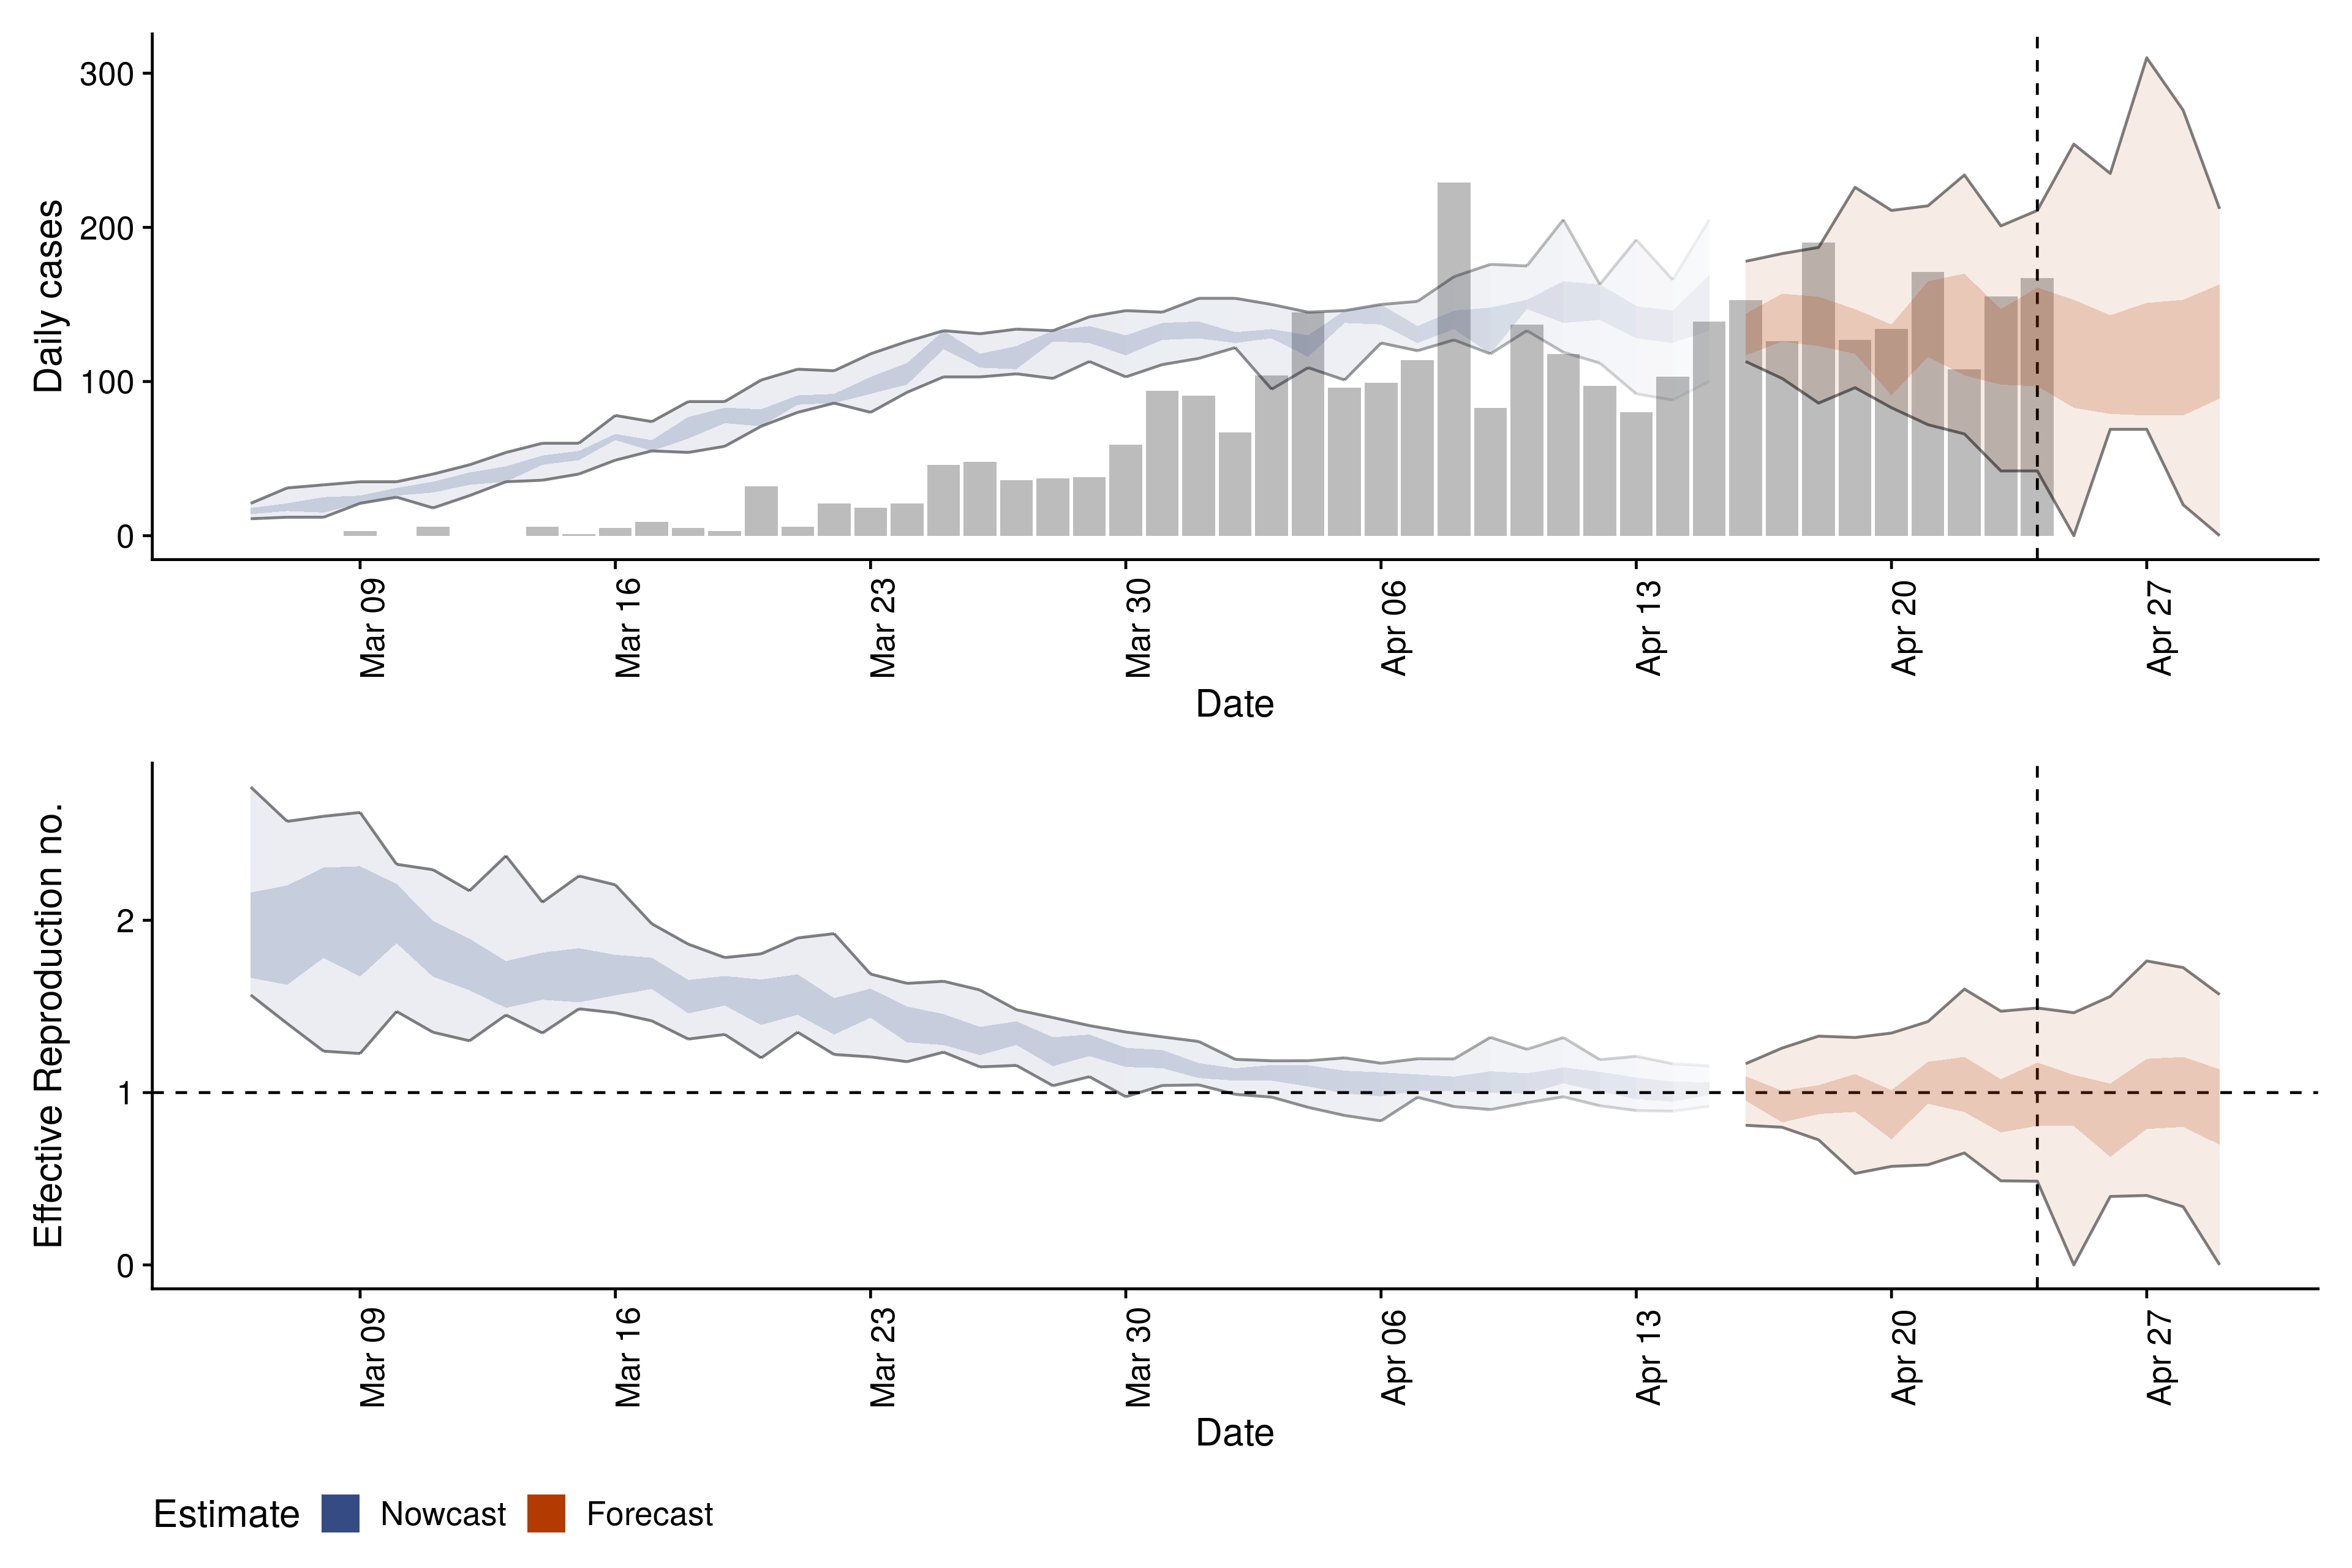 Daily cases
300
200
100
0
Mar 09 Mar 16 Mar 23 Mar 30 Apr 06 Apr 13 Apr 20 Apr 27
Date
Effective Reproduction no.
2
1
0
Mar 09 Mar 16 Mar 23 Mar 30 Apr 06 Apr 13 Apr 20 Apr 27
Date
Estimate Nowcast Forecast